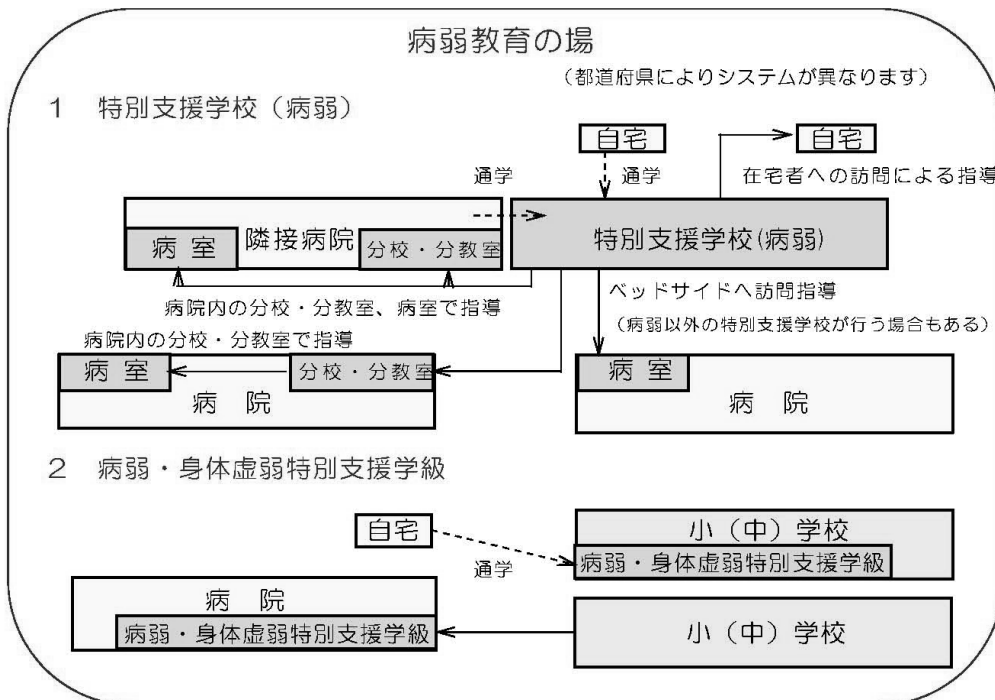 病弱教育の場
（都道府県によりシステムが異なります）
1 特別支援学校（病弱）
自宅
自宅
通学
通学
在宅者への訪問による指導
病室
隣接病院
分校・分教室
特別支援学校(病弱)
病院内の分校・分教室、病室で指導
ベッドサイドへ訪問指導
（病弱以外の特別支援学校が行う場合もある）
病院内の分校・分教室で指導
病室
分校・分教室
病院
病室
病院
2 病弱・身体虚弱特別支援学級
自宅
通学
小（中）学校
病弱・身体虚弱特別支援学級
病院
病弱・身体虚弱特別支援学級
小（中）学校